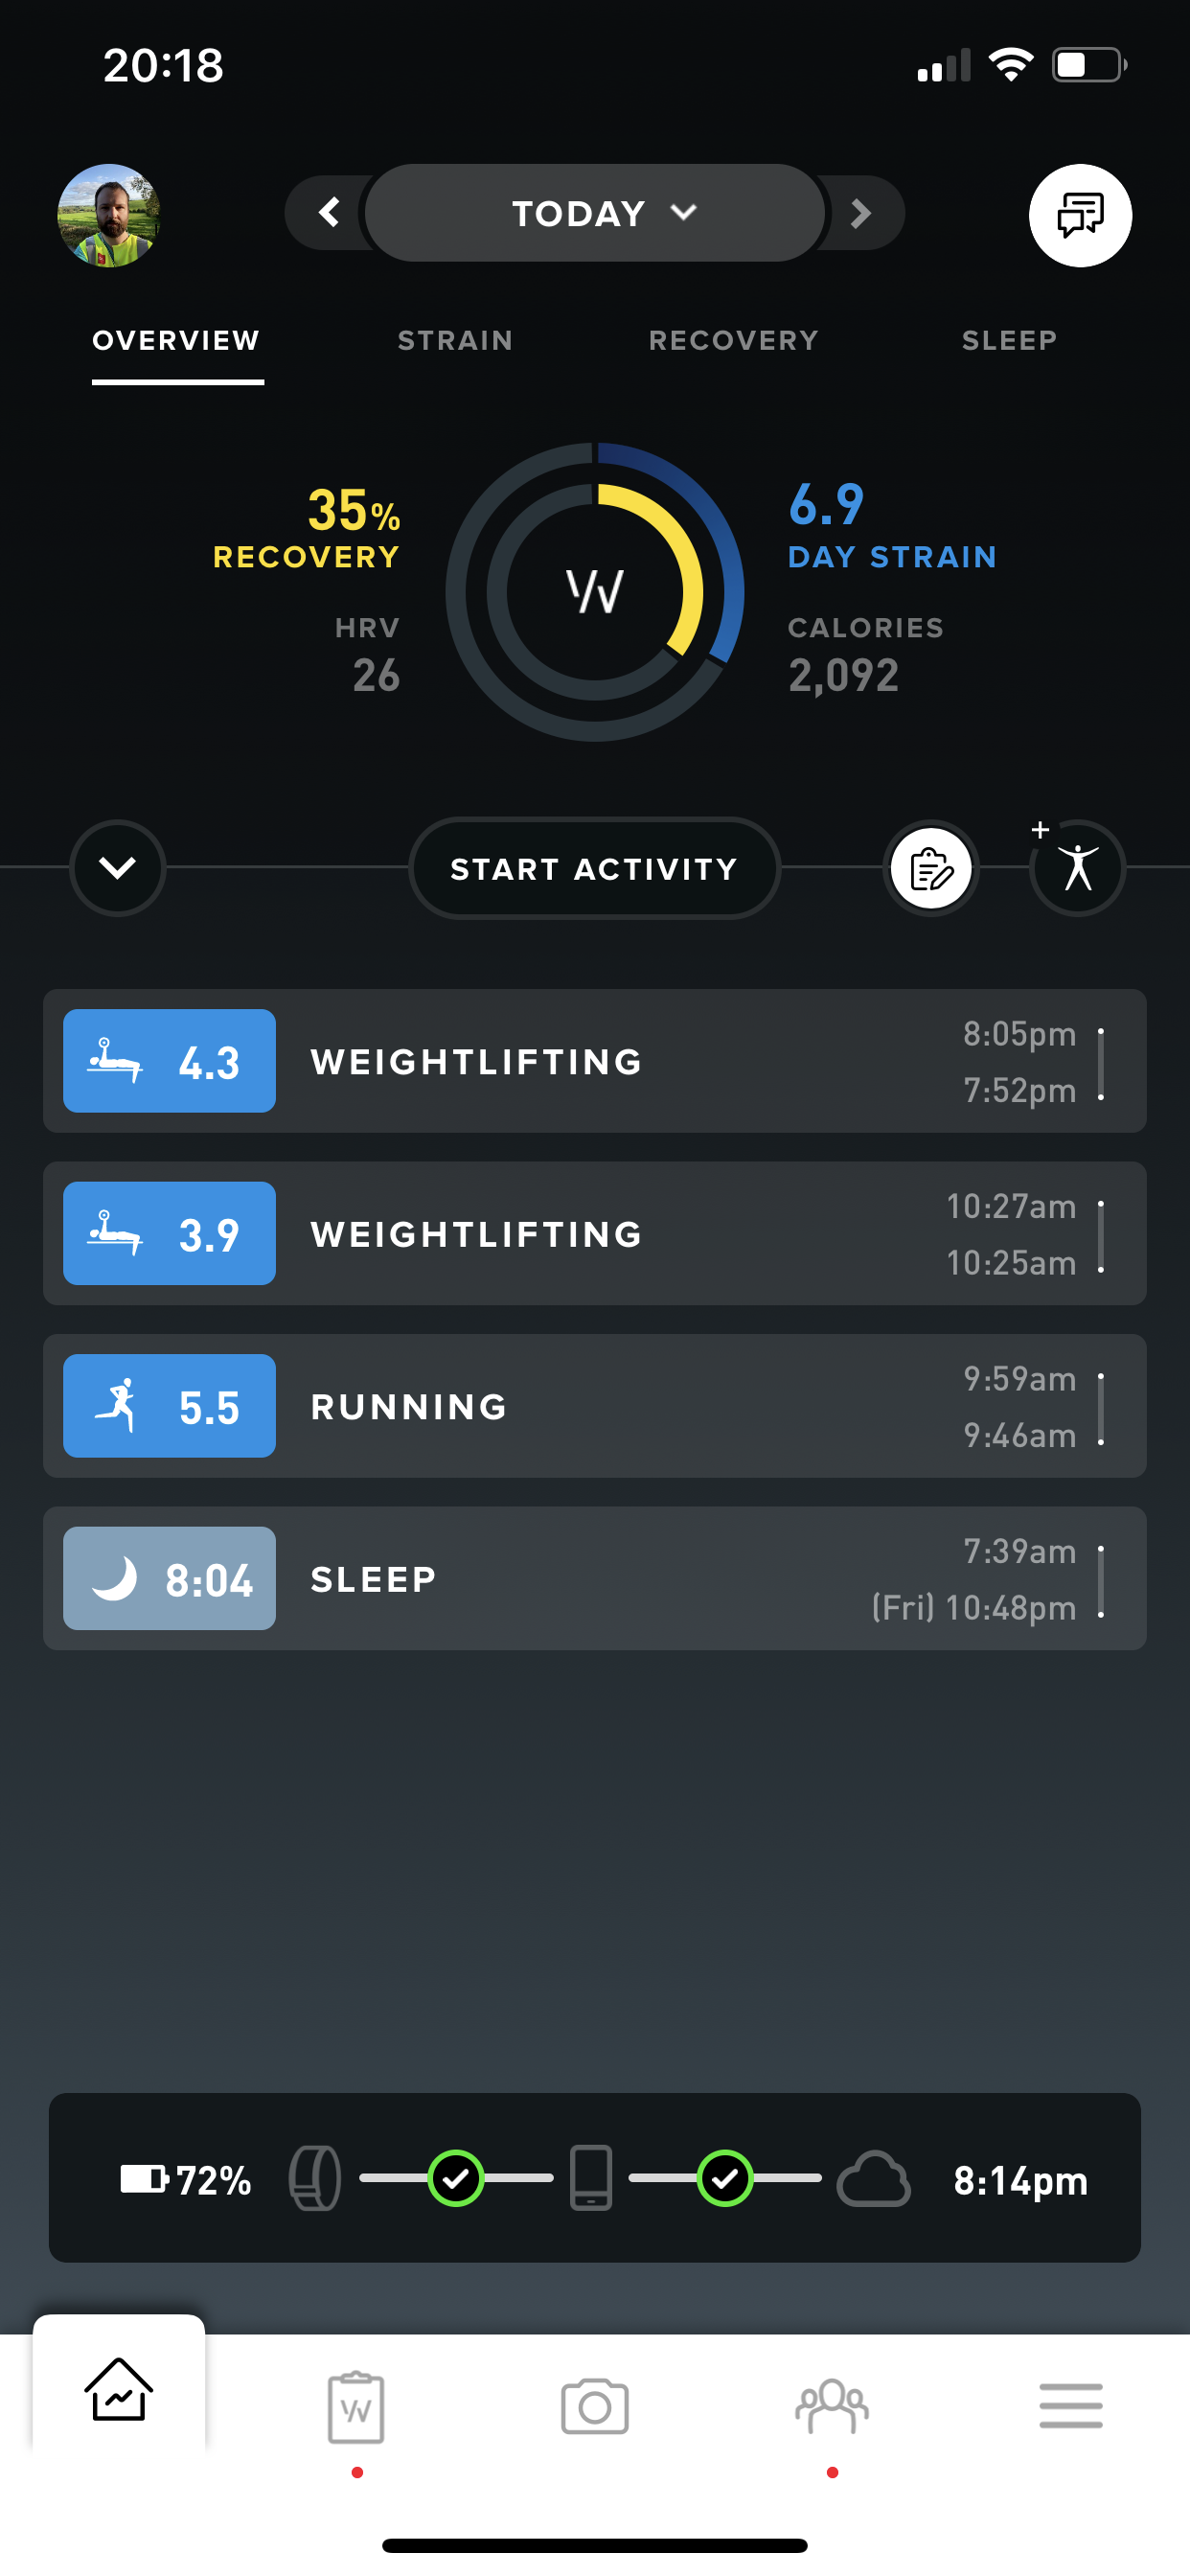 20:18
TODAY
OVERVIEW STRAIN RECOVERY SLEEP
35%
RECOVERY
HRV
26
6.9
DAY STRAIN
CALORIES
2,092
START ACTIVITY
4.3 WEIGHTLIFTING 8:05pm
7:52pm
3.9 WEIGHTLIFTING 10:27am
10:25am
5.5 RUNNING 9:59am
9:46am
8:04 SLEEP 7:39am
(Fri) 10:48pm
72% 8:14pm